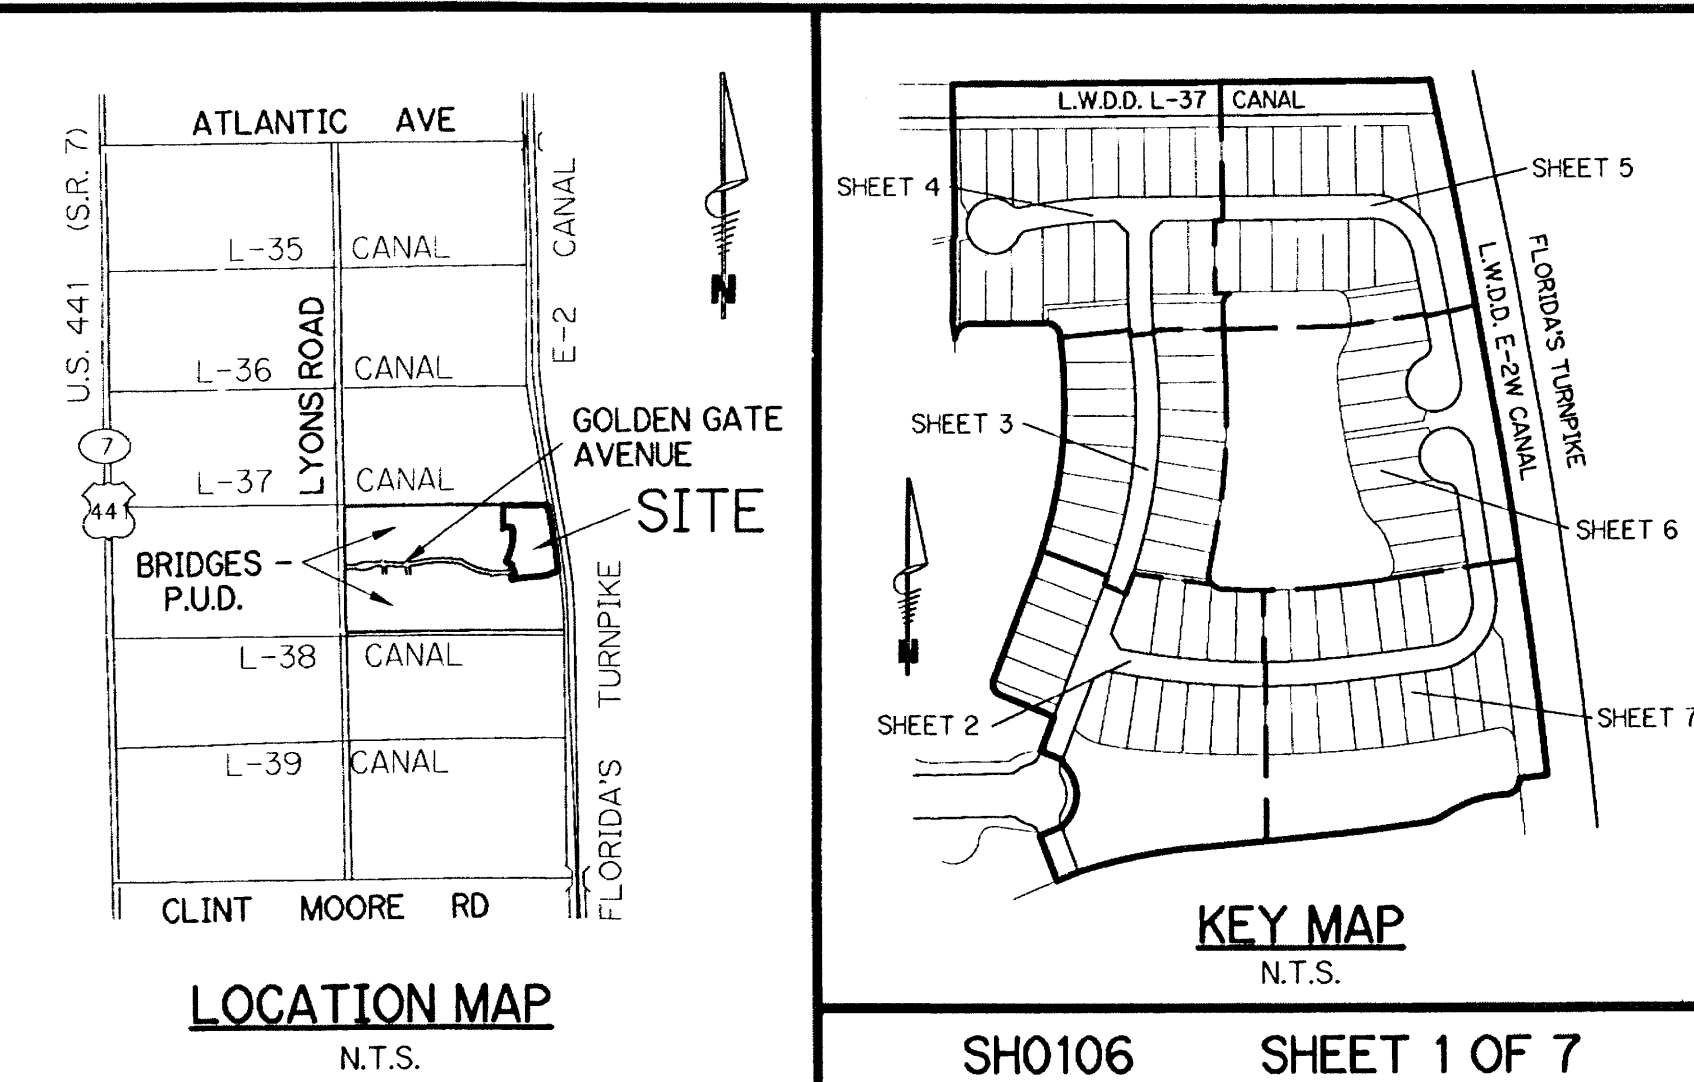 ATLANTIC AVE
U.S. 441 (S.R. 7)
E-2 CANAL
L-35 CANAL
LYONS ROAD
L-36 CANAL
N
7
GOLDEN GATE
AVENUE
L-37 CANAL
441
SITE
BRIDGES
P.U.D.
L-38 CANAL
FLORIDA'S TURNPIKE
L-39 CANAL
CLINT MOORE RD
LOCATION MAP
N.T.S.
L.W.D.D. L-37 CANAL
SHEET 4
SHEET 5
FLORIDA'S TURNPIKE
L.W.D.D. E-2W CANAL
SHEET 3
SHEET 6
N
SHEET 2
SHEET 7
KEY MAP
N.T.S.
SH0106 SHEET 1 OF 7